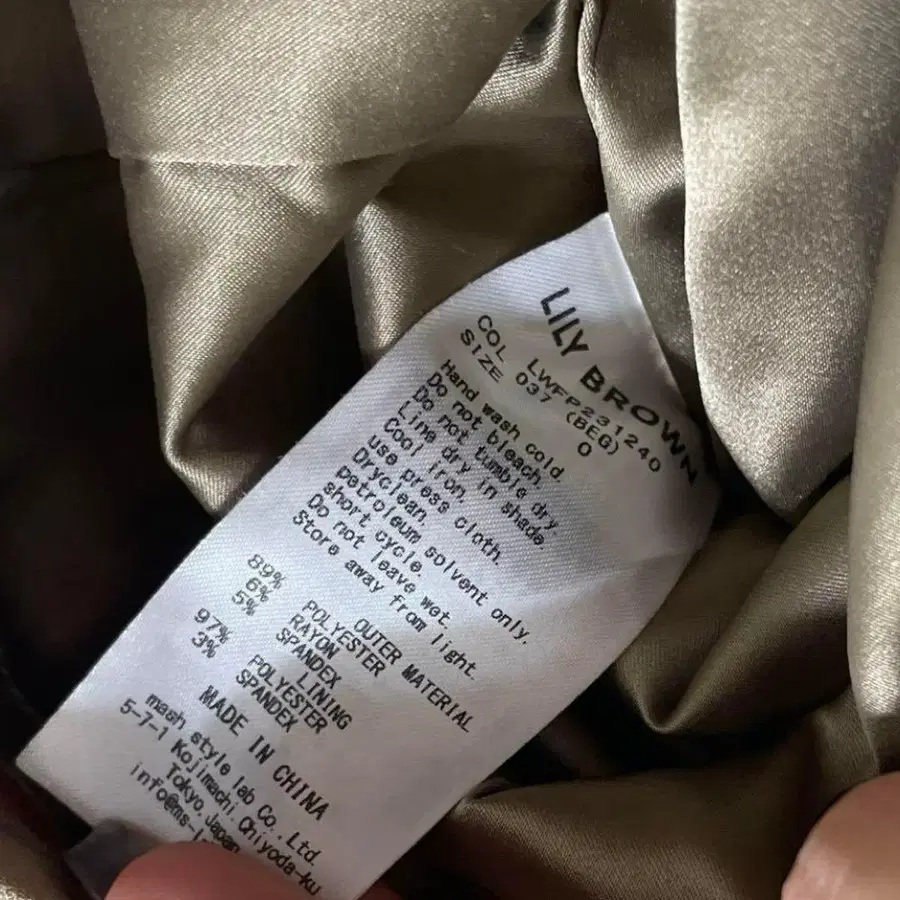 LILY BROWN
LWFP231240
COL 037 (BEG)
SIZE 0
Hand wash cold
Do not bleach.
Do not tumble dry.
Line dry in shade.
Cool iron.
use press cloth.
Dryclean.
petroleum solvent only.
short cycle.
Do not leave wet.
Store away from light.
OUTER MATERIAL
89% POLYESTER
6% RAYON
5% SPANDEX
LINING
97% POLYESTER
3% SPANDEX
MADE IN CHINA
mash style lab Co.,Ltd.
5-7-1 Kojimachi,Chiyoda-ku
Tokyo,Japan